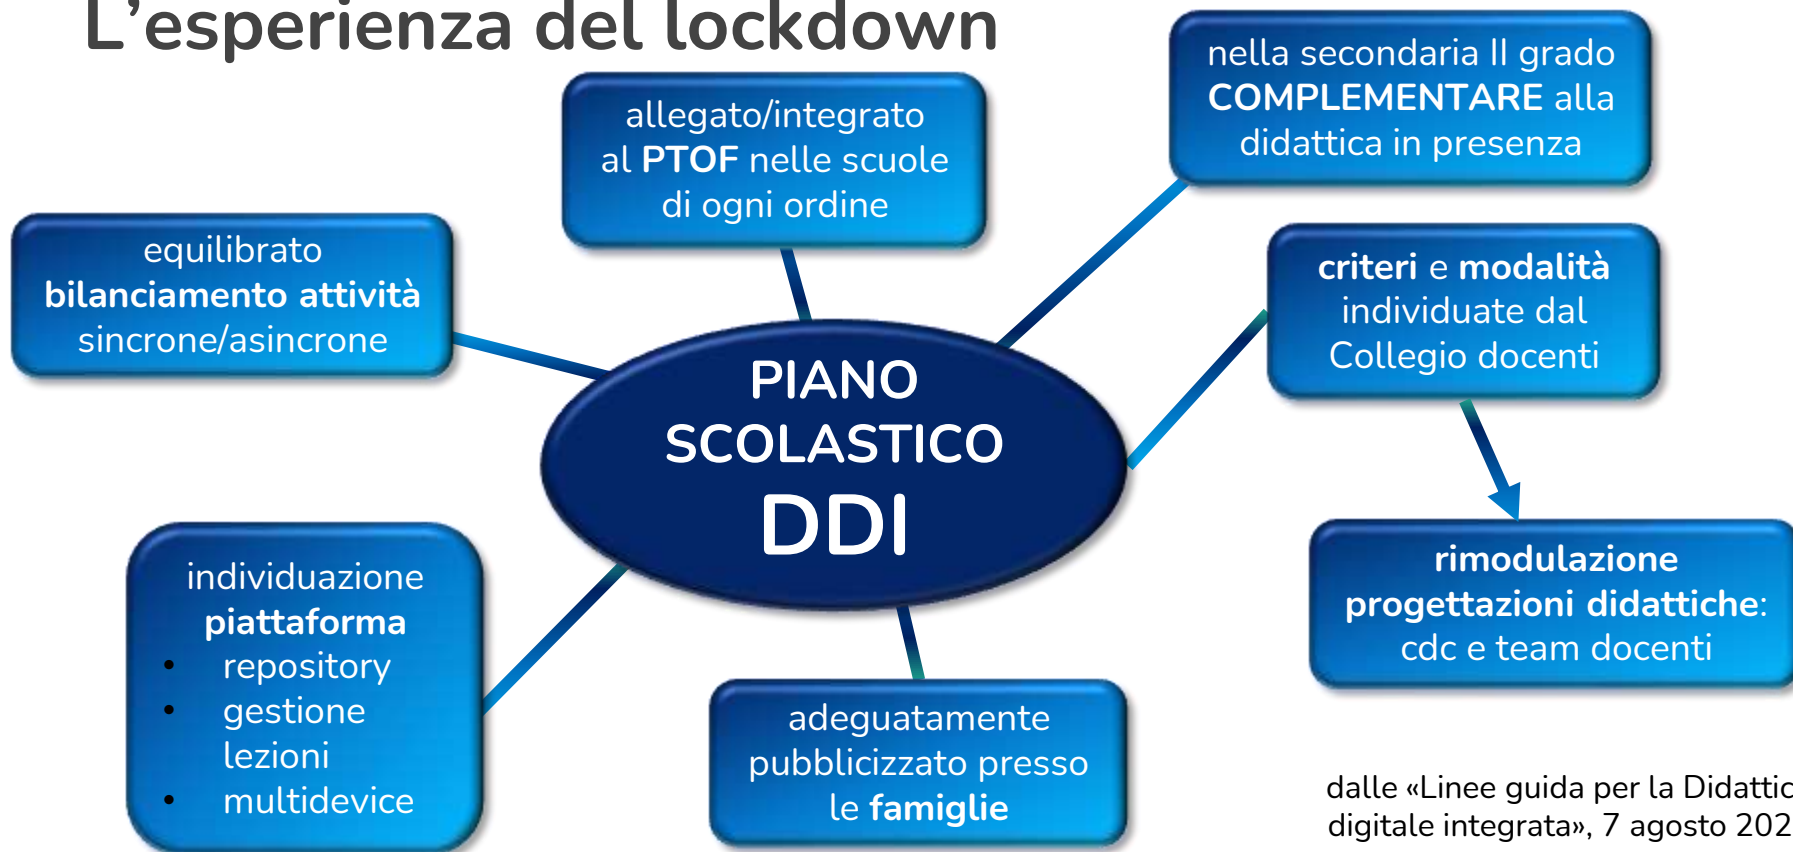 L'esperienza del lockdown
nella secondaria II grado
COMPLEMENTARE alla
didattica in presenza
allegato/integrato
al PTOF nelle scuole
di ogni ordine
equilibrato
bilanciamento attività
sincrone/asincrone
criteri e modalità
individuate dal
Collegio docenti
PIANO
SCOLASTICO
DDI
individuazione
piattaforma
• repository
• gestione
lezioni
• multidevice
rimodulazione
progettazioni didattiche:
cdc e team docenti
adeguatamente
pubblicizzato presso
le famiglie
dalle «Linee guida per la Didattic
digitale integrata», 7 agosto 202